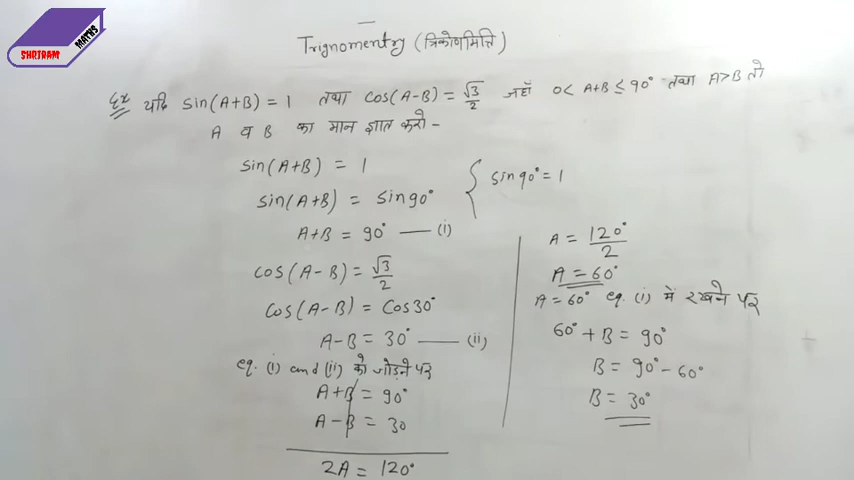 SHRIRAM MATHS
Trignomentry (त्रिकोणमिति)
Ex यदि sin(A+B) = 1 तथा cos(A-B) = √3/2 जहाँ 0< A+B ≤ 90° तथा A>B तो
A व B का मान ज्ञात करो -
sin(A+B) = 1
sin(A+B) = sin90°
{ sin90° = 1
A+B = 90° —— (i)
cos(A-B) = √3/2
cos(A-B) = Cos30°
A-B = 30° —— (ii)
eq. (i) and (ii) को जोड़ने पर
A+B = 90°
A-B = 30
2A = 120°
A = 120°/2
A = 60°
A = 60° eq. (i) में रखने पर
60° + B = 90°
B = 90° - 60°
B = 30°